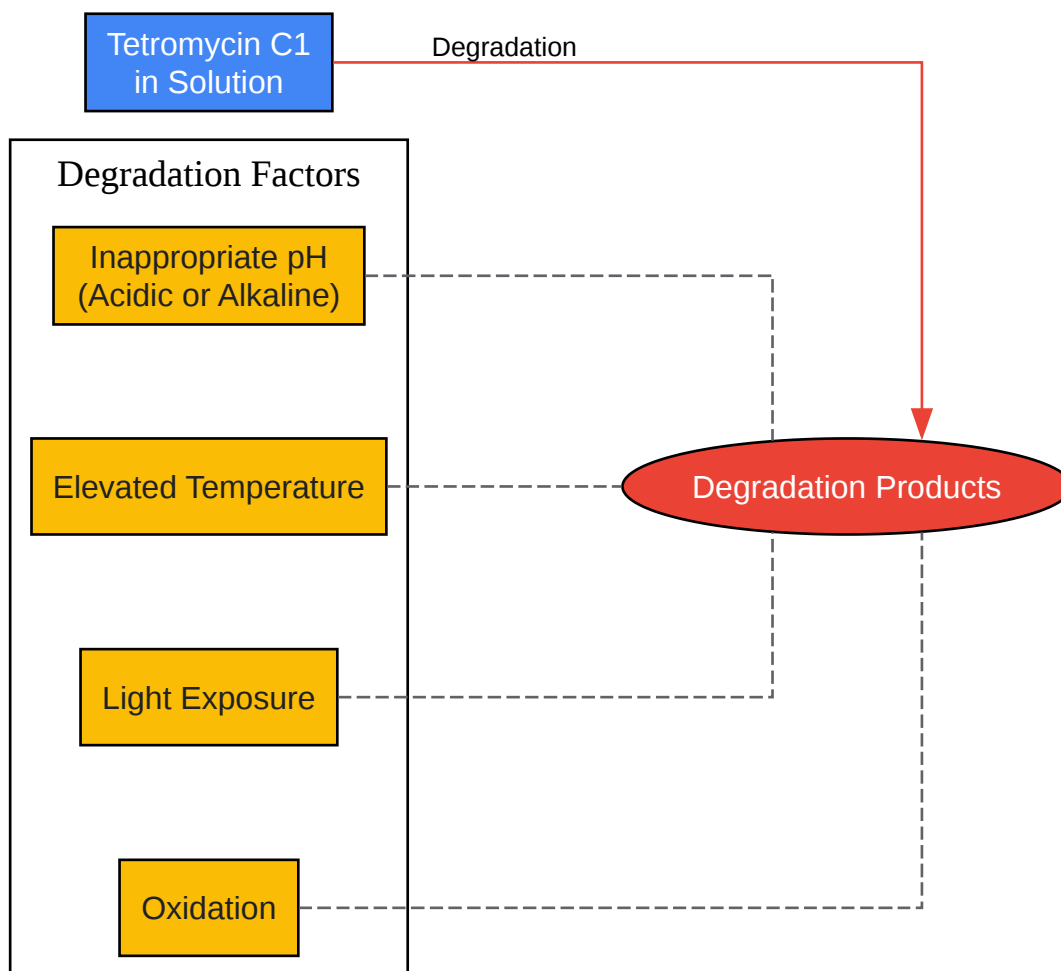 Tetromycin C1
in Solution
Degradation
Degradation Factors
Inappropriate pH
(Acidic or Alkaline)
Elevated Temperature
Degradation Products
Light Exposure
Oxidation